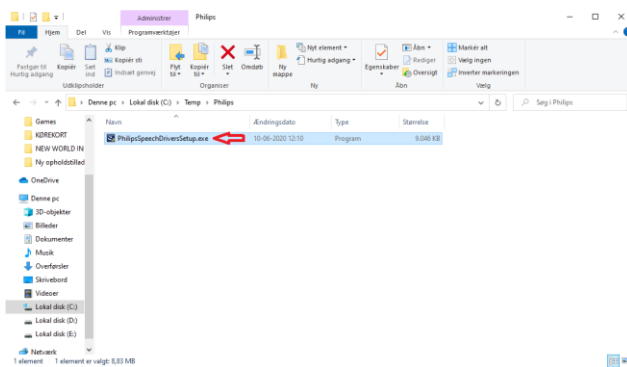 Administrer
Philips
Fil
Hjem
Del
Vis
Programværktøjer
Fastgør til
Hurtig adgang
Kopiér
Sæt
ind
Klip
Kopiér sti
Indsæt genvej
Udklipsholder
Flyt
til
Kopiér
til
Slet
Omdøb
Organiser
Ny
mappe
Nyt element
Hurtig adgang
Ny
Egenskaber
Åbn
Rediger
Oversigt
Åbn
Markér alt
Vælg ingen
Inverter markeringen
Vælg
Denne pc › Lokal disk (C:) › Temp › Philips
Søg i Philips
Navn
Ændringsdato
Type
Størrelse
PhilipsSpeechDriversSetup.exe
10-06-2020 12:10
Program
9.046 KB
Games
KØREKORT
NEW WORLD IN
Ny opholdstillad
OneDrive
Denne pc
3D-objekter
Billeder
Dokumenter
Musik
Overførsler
Skrivebord
Videoer
Lokal disk (C:)
Lokal disk (D:)
Lokal disk (E:)
Netværk
1 element
1 element er valgt: 8,83 MB